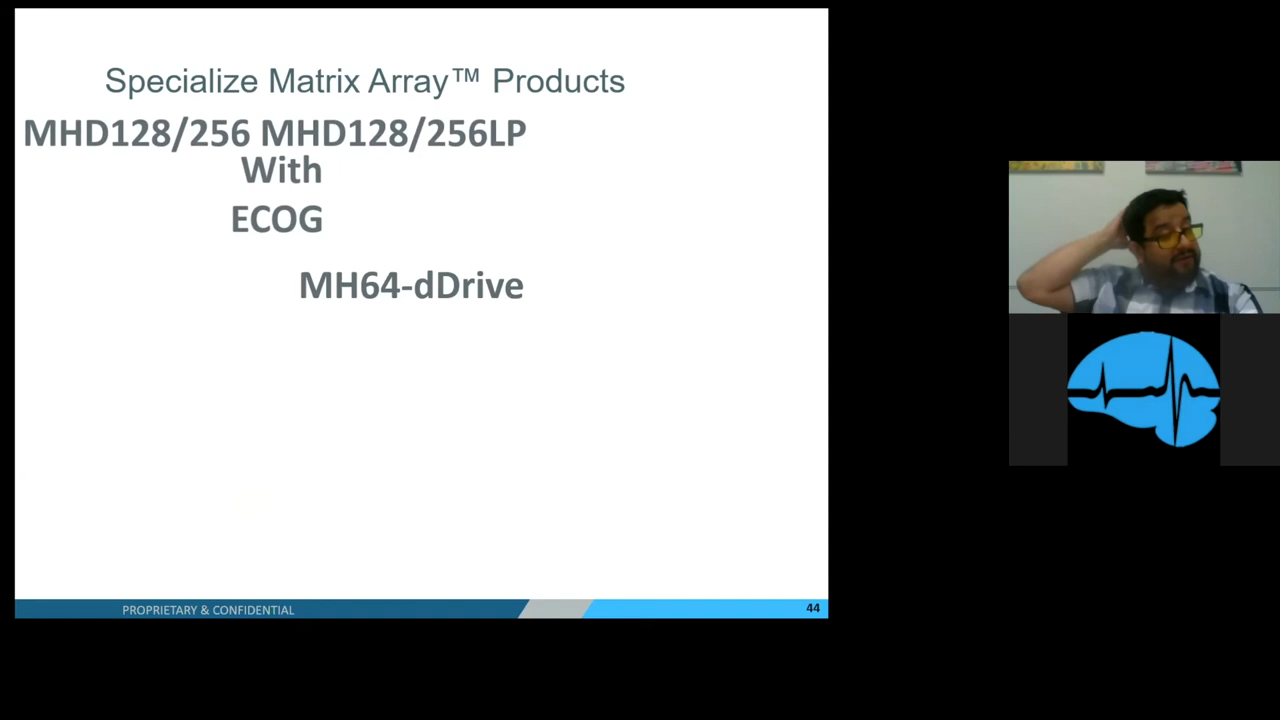 Specialize Matrix Array™ Products
MHD128/256 MHD128/256LP
With
ECOG
MH64-dDrive
PROPRIETARY & CONFIDENTIAL
44